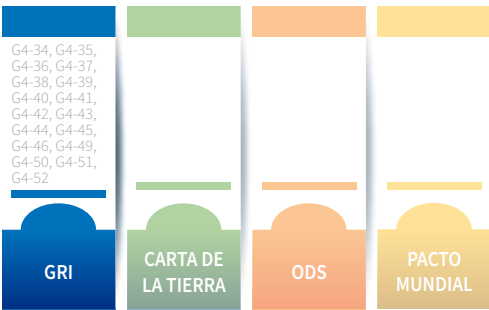 G4-34, G4-35,
G4-36, G4-37,
G4-38, G4-39,
G4-40, G4-41,
G4-42, G4-43,
G4-44, G4-45,
G4-46, G4-49,
G4-50, G4-51,
G4-52
GRI
CARTA DE
LA TIERRA
ODS
PACTO
MUNDIAL